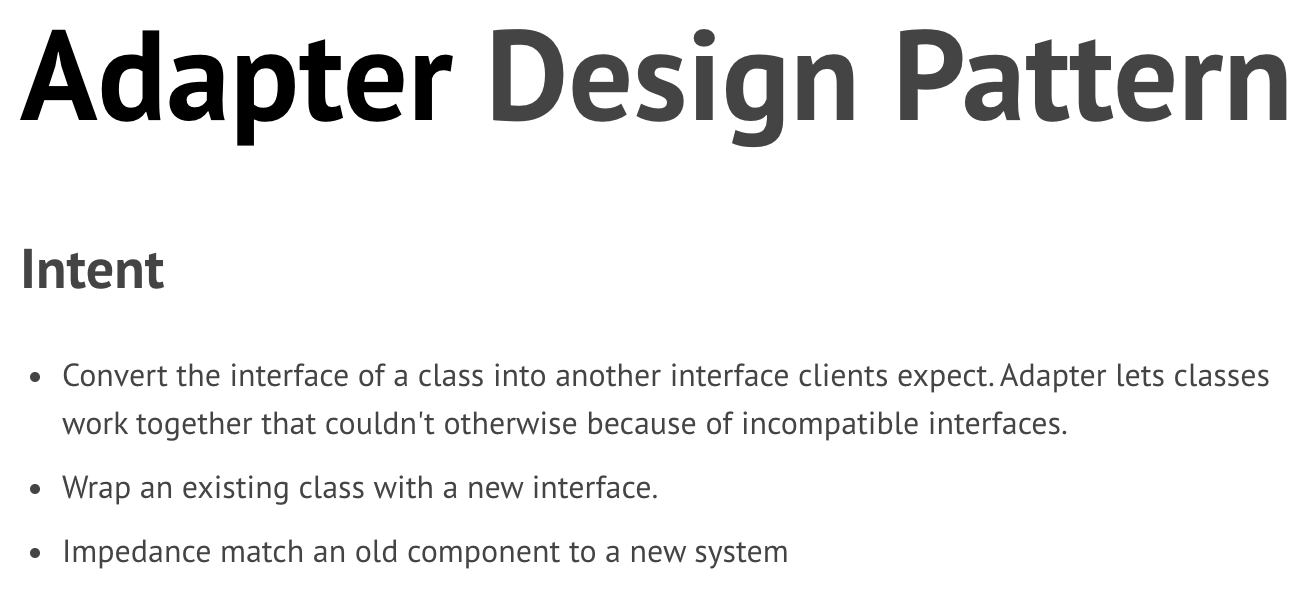 Adapter Design Pattern
Intent
• Convert the interface of a class into another interface clients expect. Adapter lets classes
work together that couldn't otherwise because of incompatible interfaces.
• Wrap an existing class with a new interface.
• Impedance match an old component to a new system